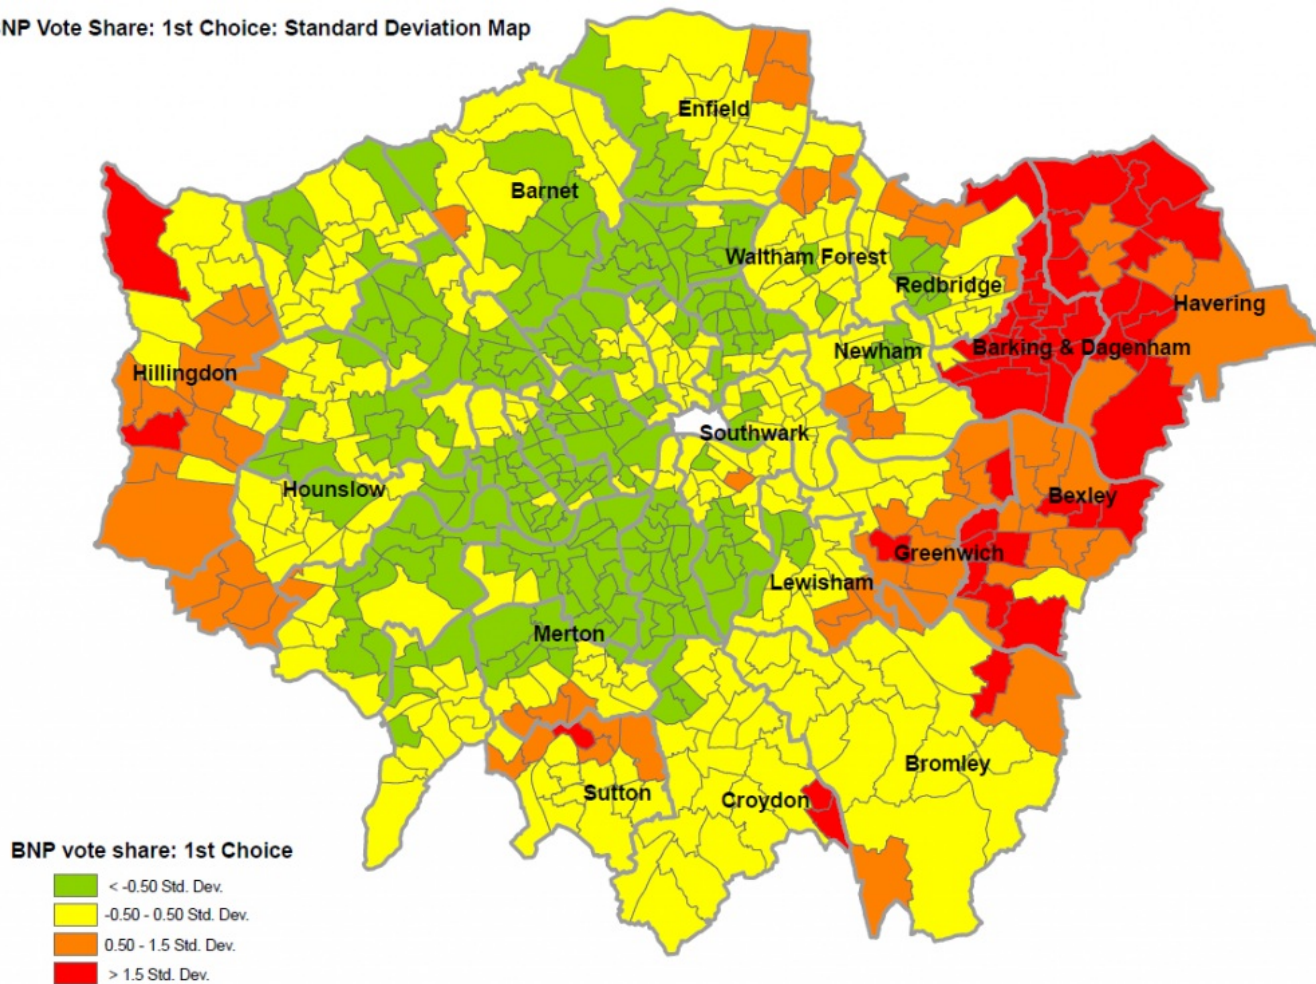 NP Vote Share: 1st Choice: Standard Deviation Map
Enfield
Barnet
Waltham Forest
Redbridge
Havering
Newham
Barking & Dagenham
Hillingdon
Southwark
Hounslow
Bexley
Greenwich
Lewisham
Merton
Bromley
Sutton
Croydon
BNP vote share: 1st Choice
< -0.50 Std. Dev.
-0.50 - 0.50 Std. Dev.
0.50 - 1.5 Std. Dev.
> 1.5 Std. Dev.